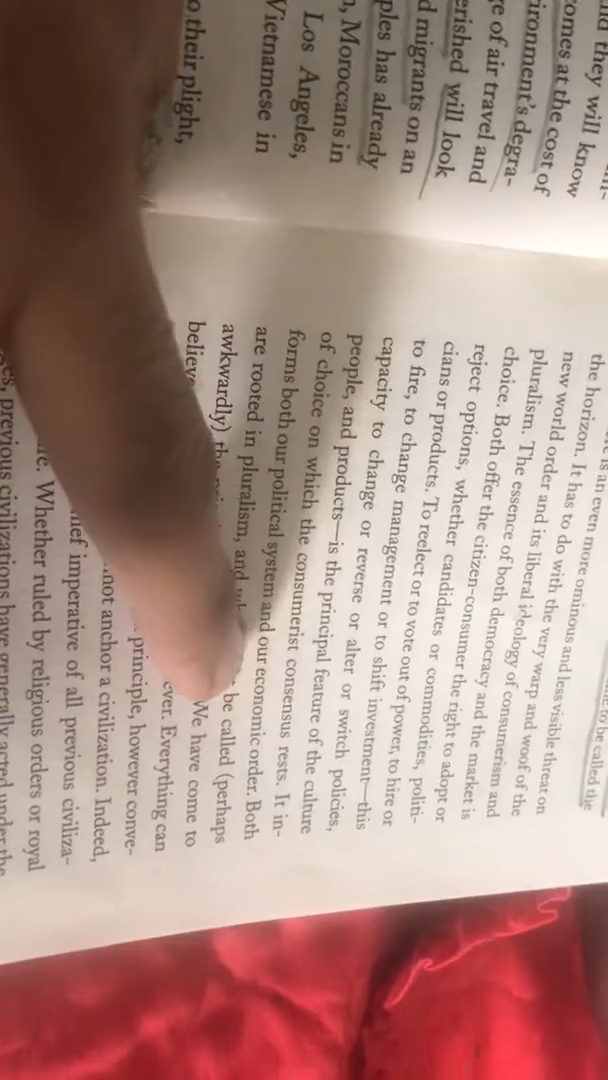 and they will know
comes at the cost of
ironment's degra-
e of air travel and
erished will look
d migrants on an
ples has already
Moroccans in
Los Angeles,
Vietnamese in
o their plight,
to be called the
is an even more ominous and less visible threat on
the horizon. It has to do with the very warp and woof of the
new world order and its liberal ideology of consumerism and
pluralism. The essence of both democracy and the market is
choice. Both offer the citizen-consumer the right to adopt or
reject options, whether candidates or commodities, politi-
cians or products. To reelect or to vote out of power, to hire or
to fire, to change management or to shift investment—this
capacity to change or reverse or alter or switch policies,
people, and products—is the principal feature of the culture
of choice on which the consumerist consensus rests. It in-
forms both our political system and our economic order. Both
are rooted in pluralism, and be called (perhaps
awkwardly) the We have come to
believe ever. Everything can
principle, however conve-
not anchor a civilization. Indeed,
imperative of all previous civiliza-
Whether ruled by religious orders or royal
previous civilizations have generally acted under the